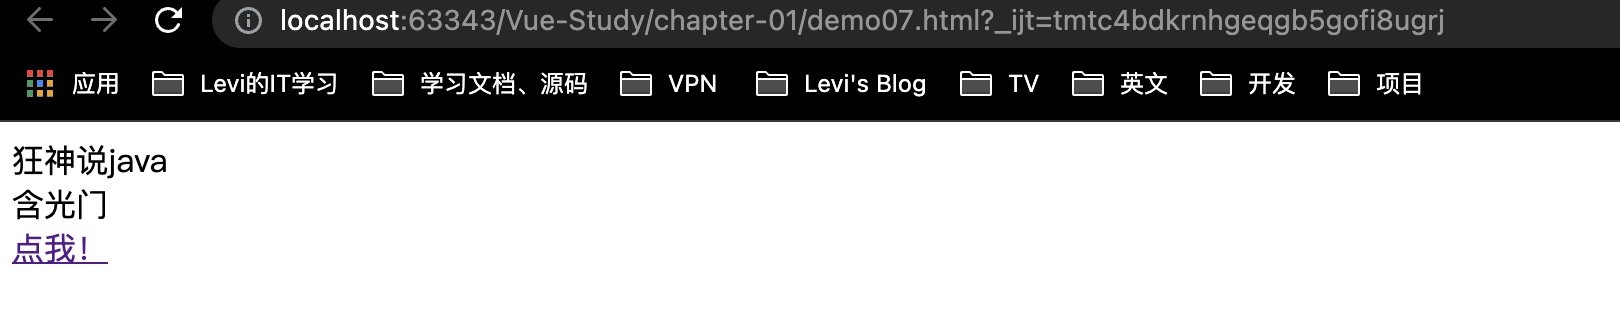 localhost:63343/Vue-Study/chapter-01/demo07.html?_ijt=tmtc4bdkrnhgeqgb5gofi8ugrj
应用 Levi的IT学习 学习文档、源码 VPN Levi's Blog TV 英文 开发 项目
狂神说java
含光门
点我！